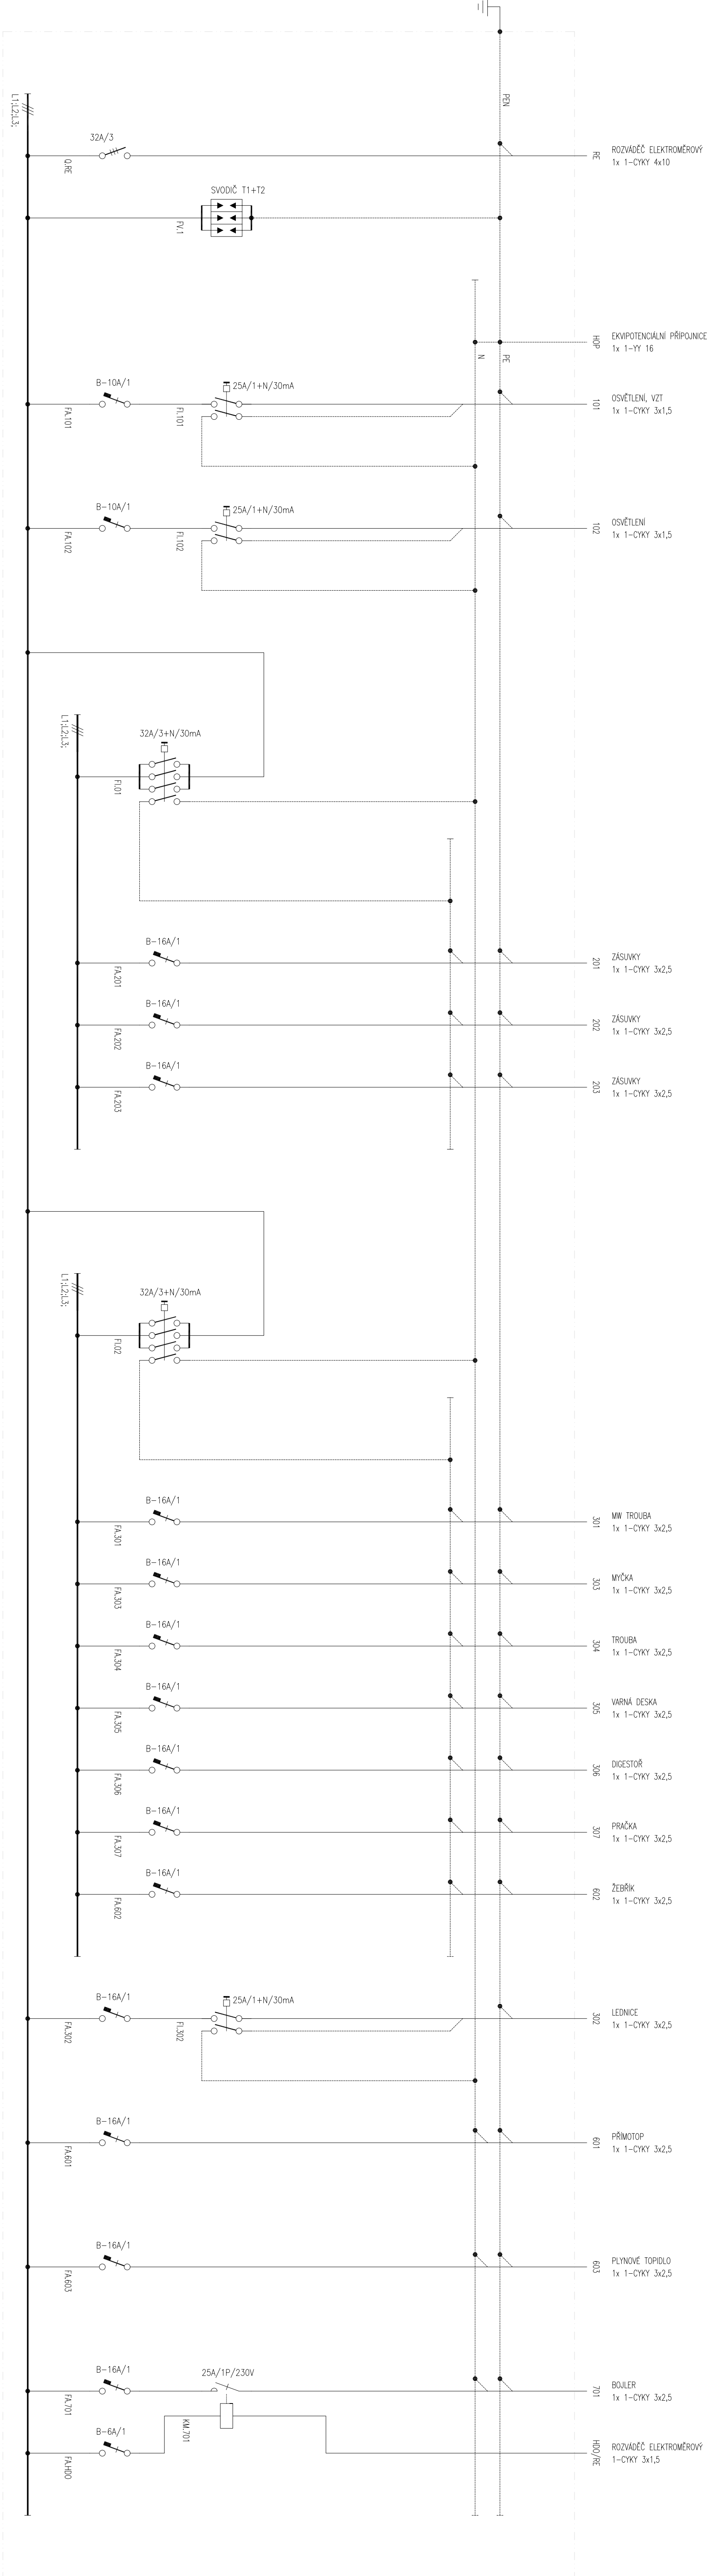 PEN
L1;L2;L3;
32A/3
Q.RE
RE
ROZVÁDĚČ ELEKTROMĚROVÝ
1x 1-CYKY 4x10
SVODIČ T1+T2
FV.1
HOP
EKVIPOTENCIÁLNÍ PŘÍPOJNICE
1x 1-YY 16
N
PE
B-10A/1
FA.101
25A/1+N/30mA
FI.101
101
OSVĚTLENÍ, VZT
1x 1-CYKY 3x1,5
B-10A/1
FA.102
25A/1+N/30mA
FI.102
102
OSVĚTLENÍ
1x 1-CYKY 3x1,5
L1;L2;L3;
32A/3+N/30mA
FI.01
B-16A/1
FA.201
201
ZÁSUVKY
1x 1-CYKY 3x2,5
B-16A/1
FA.202
202
ZÁSUVKY
1x 1-CYKY 3x2,5
B-16A/1
FA.203
203
ZÁSUVKY
1x 1-CYKY 3x2,5
L1;L2;L3;
32A/3+N/30mA
FI.02
B-16A/1
FA.301
301
MW TROUBA
1x 1-CYKY 3x2,5
B-16A/1
FA.303
303
MYČKA
1x 1-CYKY 3x2,5
B-16A/1
FA.304
304
TROUBA
1x 1-CYKY 3x2,5
B-16A/1
FA.305
305
VARNÁ DESKA
1x 1-CYKY 3x2,5
B-16A/1
FA.306
306
DIGESTOŘ
1x 1-CYKY 3x2,5
B-16A/1
FA.307
307
PRAČKA
1x 1-CYKY 3x2,5
B-16A/1
FA.602
602
ŽEBŘÍK
1x 1-CYKY 3x2,5
B-16A/1
FA.302
25A/1+N/30mA
FI.302
302
LEDNICE
1x 1-CYKY 3x2,5
B-16A/1
FA.601
601
PŘÍMOTOP
1x 1-CYKY 3x2,5
B-16A/1
FA.603
603
PLYNOVÉ TOPIDLO
1x 1-CYKY 3x2,5
B-16A/1
FA.701
25A/1P/230V
KM.701
701
BOJLER
1x 1-CYKY 3x2,5
B-6A/1
FA.HDO
HDO/RE
ROZVÁDĚČ ELEKTROMĚROVÝ
1-CYKY 3x1,5